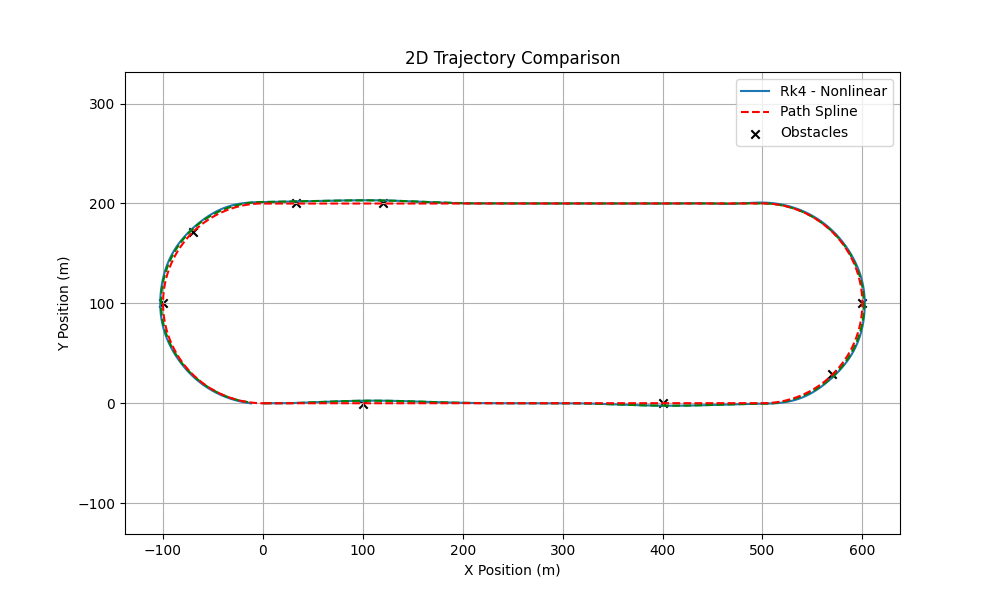 2D Trajectory Comparison
Rk4 - Nonlinear
Path Spline
Obstacles
Y Position (m)
300
200
100
0
−100
−100 0 100 200 300 400 500 600
X Position (m)